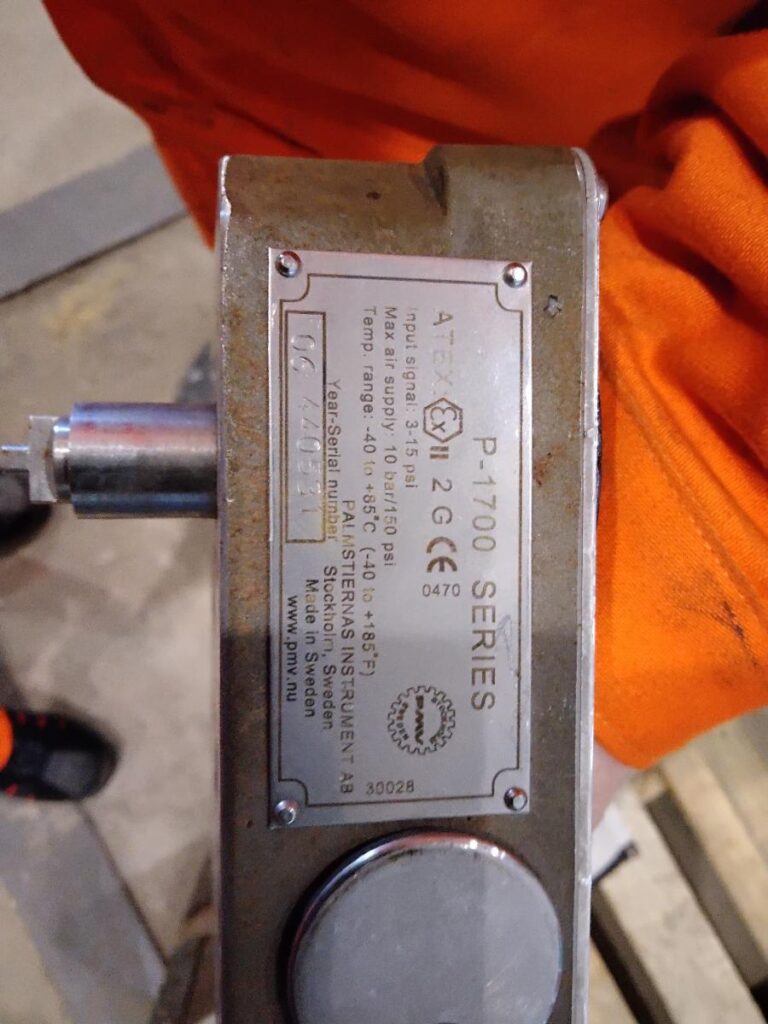 P-1700 SERIES
ATEX Ex II 2 G CE
0470
Input signal: 3-15 psi
Max air supply: 10 bar/150 psi
Temp. range: -40 to +85°C (-40 to +185°F)
PMV
30028
PALMSTIERNAS INSTRUMENT AB
Year-Serial number Stockholm, Sweden
Made in Sweden
www.pmv.nu